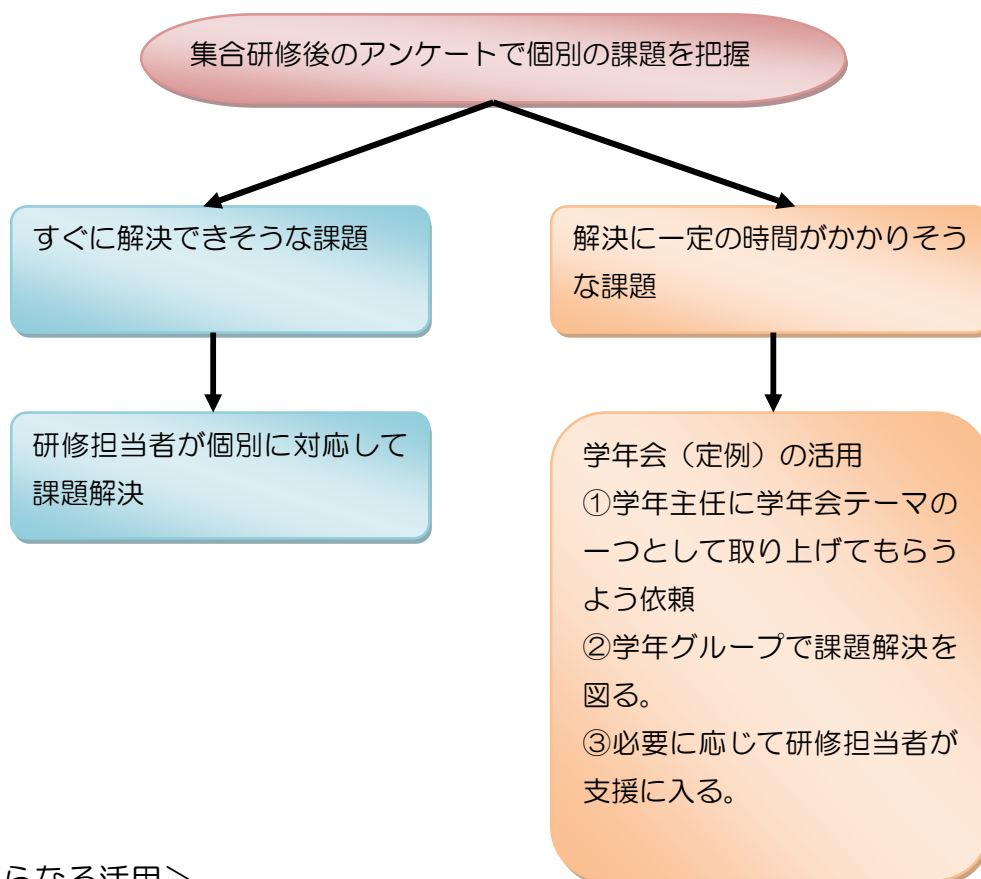 集合研修後のアンケートで個別の課題を把握
すぐに解決できそうな課題
解決に一定の時間がかかりそう
な課題
研修担当者が個別に対応して
課題解決
学年会（定例）の活用
①学年主任に学年会テーマの
一つとして取り上げてもらう
よう依頼
②学年グループで課題解決を
図る。
③必要に応じて研修担当者が
支援に入る。
らなる活用＞